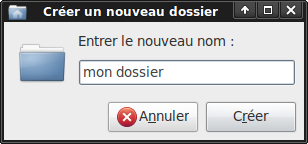 Créer un nouveau dossier
Entrer le nouveau nom :
mon dossier
Annuler
Créer